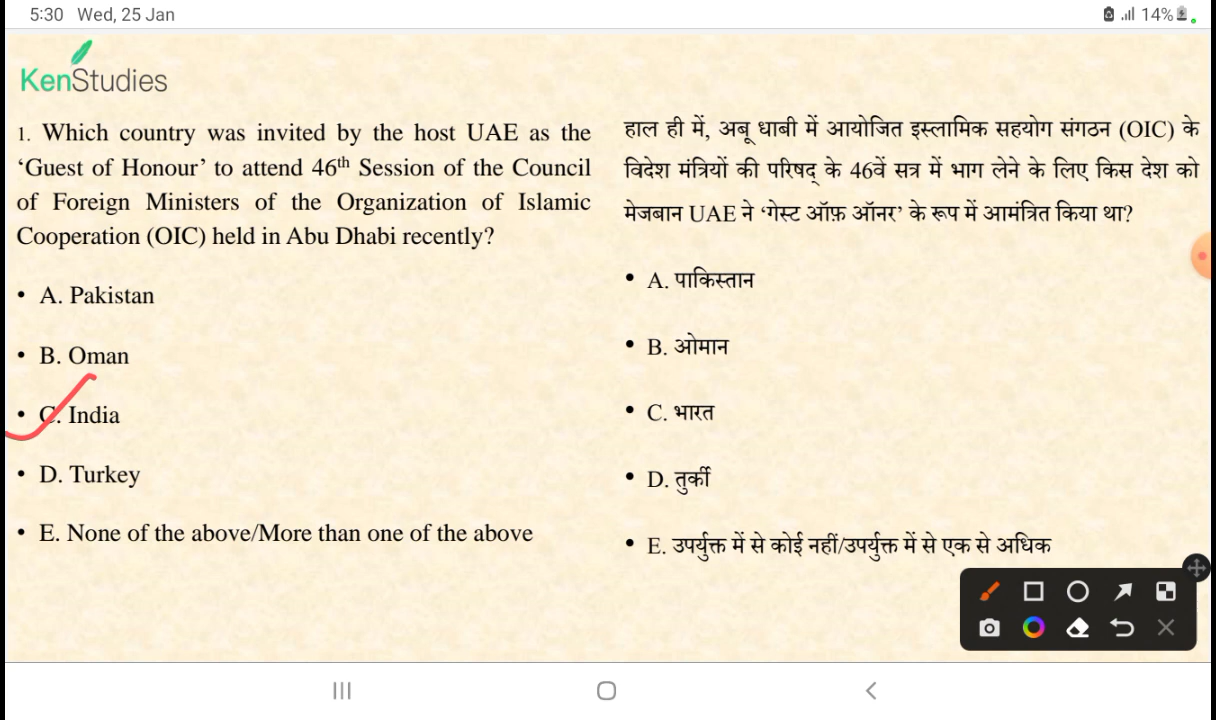 5:30 Wed, 25 Jan
14%
KenStudies
1. Which country was invited by the host UAE as the
‘Guest of Honour’ to attend 46th Session of the Council
of Foreign Ministers of the Organization of Islamic
Cooperation (OIC) held in Abu Dhabi recently?
• A. Pakistan
• B. Oman
• C. India
• D. Turkey
• E. None of the above/More than one of the above
हाल ही में, अबू धाबी में आयोजित इस्लामिक सहयोग संगठन (OIC) के
विदेश मंत्रियों की परिषद् के 46वें सत्र में भाग लेने के लिए किस देश को
मेजबान UAE ने ‘गेस्ट ऑफ़ ऑनर’ के रूप में आमंत्रित किया था?
• A. पाकिस्तान
• B. ओमान
• C. भारत
• D. तुर्की
• E. उपर्युक्त में से कोई नहीं/उपर्युक्त में से एक से अधिक